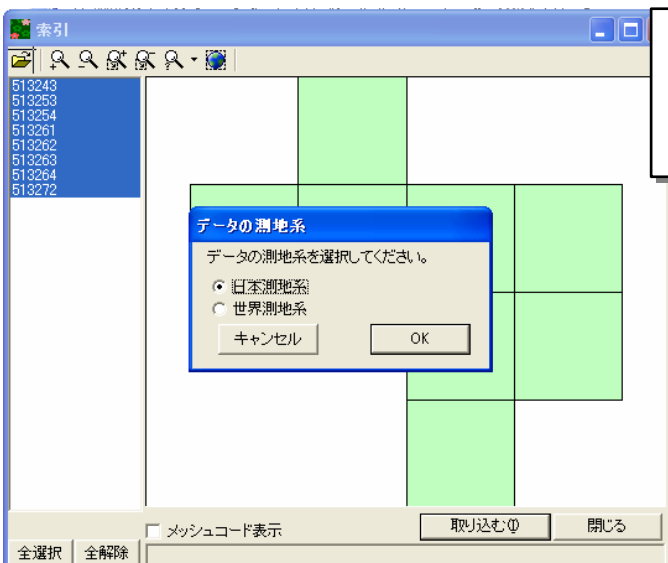 索引
513243
513253
513254
513261
513262
513263
513264
513272
データの測地系
データの測地系を選択してください。
日本測地系
世界測地系
キャンセル
OK
メッシュコード表示
取り込む(I)
閉じる
全選択
全解除